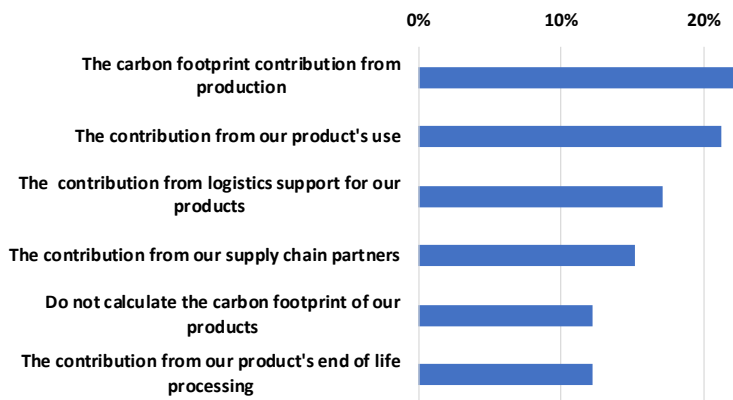 0% 10% 20%
The carbon footprint contribution from
production
The contribution from our product's use
The contribution from logistics support for our
products
The contribution from our supply chain partners
Do not calculate the carbon footprint of our
products
The contribution from our product's end of life
processing